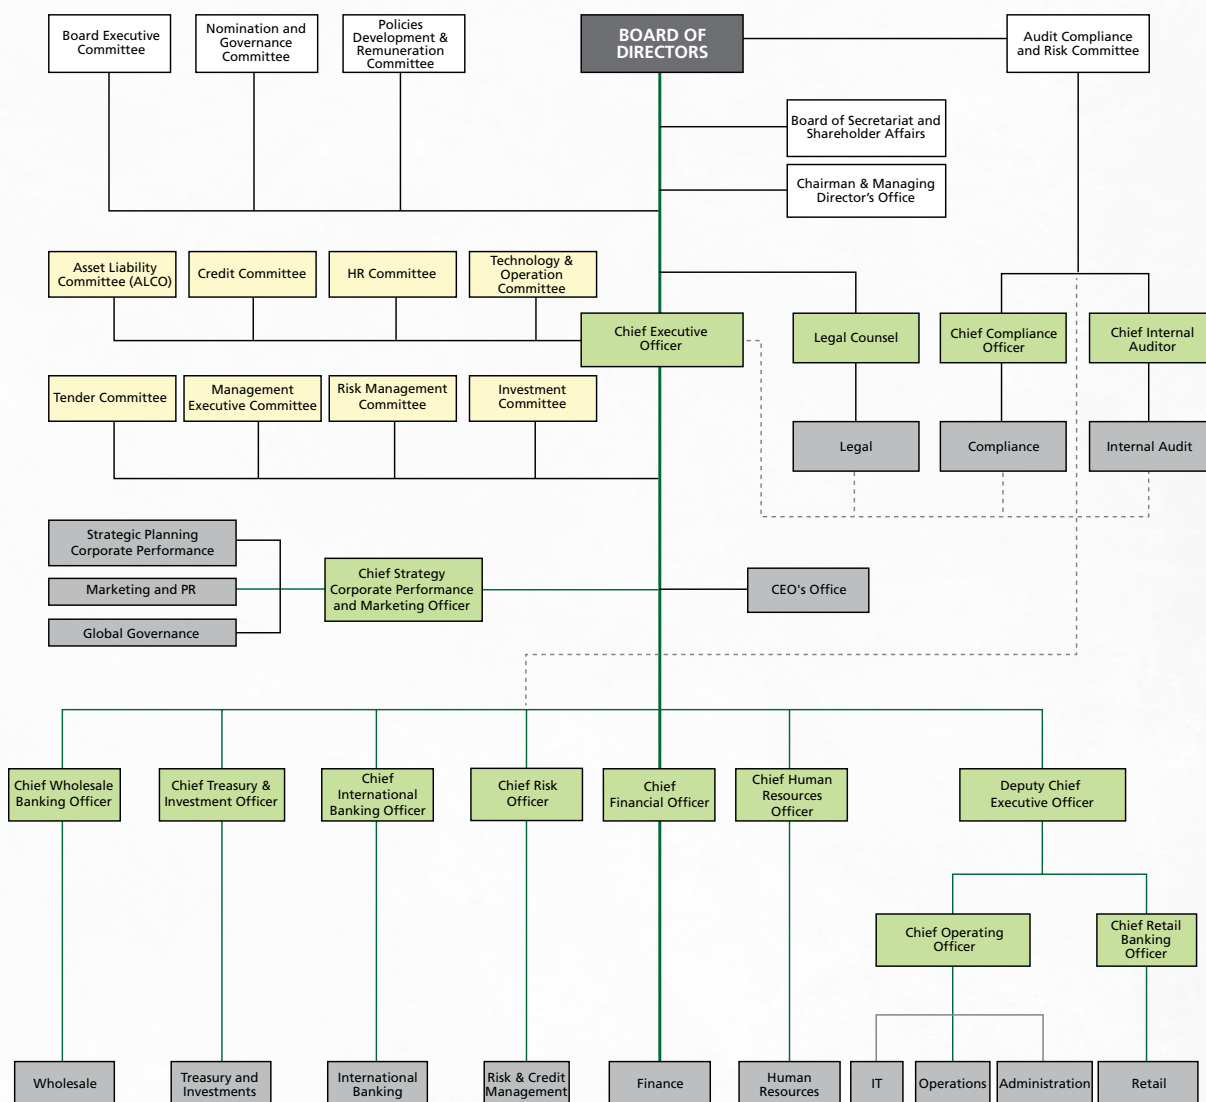 Board Executive
Committee
Nomination and
Governance
Committee
Policies
Development &
Remuneration
Committee
BOARD OF
DIRECTORS
Audit Compliance
and Risk Committee
Board of Secretariat and
Shareholder Affairs
Chairman & Managing
Director's Office
Asset Liability
Committee (ALCO)
Credit Committee
HR Committee
Technology &
Operation
Committee
Chief Executive
Officer
Legal Counsel
Chief Compliance
Officer
Chief Internal
Auditor
Tender Committee
Management
Executive Committee
Risk Management
Committee
Investment
Committee
Legal
Compliance
Internal Audit
Strategic Planning
Corporate Performance
Marketing and PR
Global Governance
Chief Strategy
Corporate Performance
and Marketing Officer
CEO's Office
Chief Wholesale
Banking Officer
Chief Treasury &
Investment Officer
Chief
International
Banking Officer
Chief Risk
Officer
Chief
Financial Officer
Chief Human
Resources
Officer
Deputy Chief
Executive Officer
Chief Operating
Officer
Chief Retail
Banking
Officer
Wholesale
Treasury and
Investments
International
Banking
Risk & Credit
Management
Finance
Human
Resources
IT
Operations
Administration
Retail